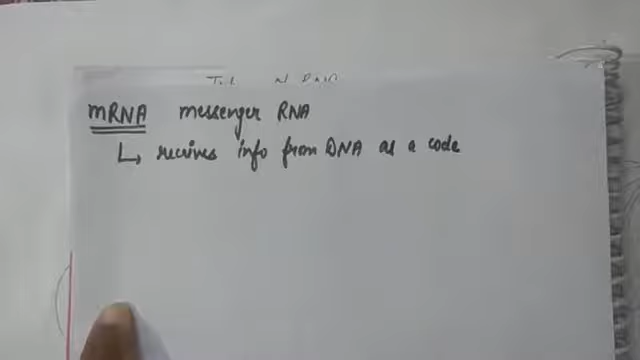 mRNA messenger RNA
↳ receives info from DNA as a code